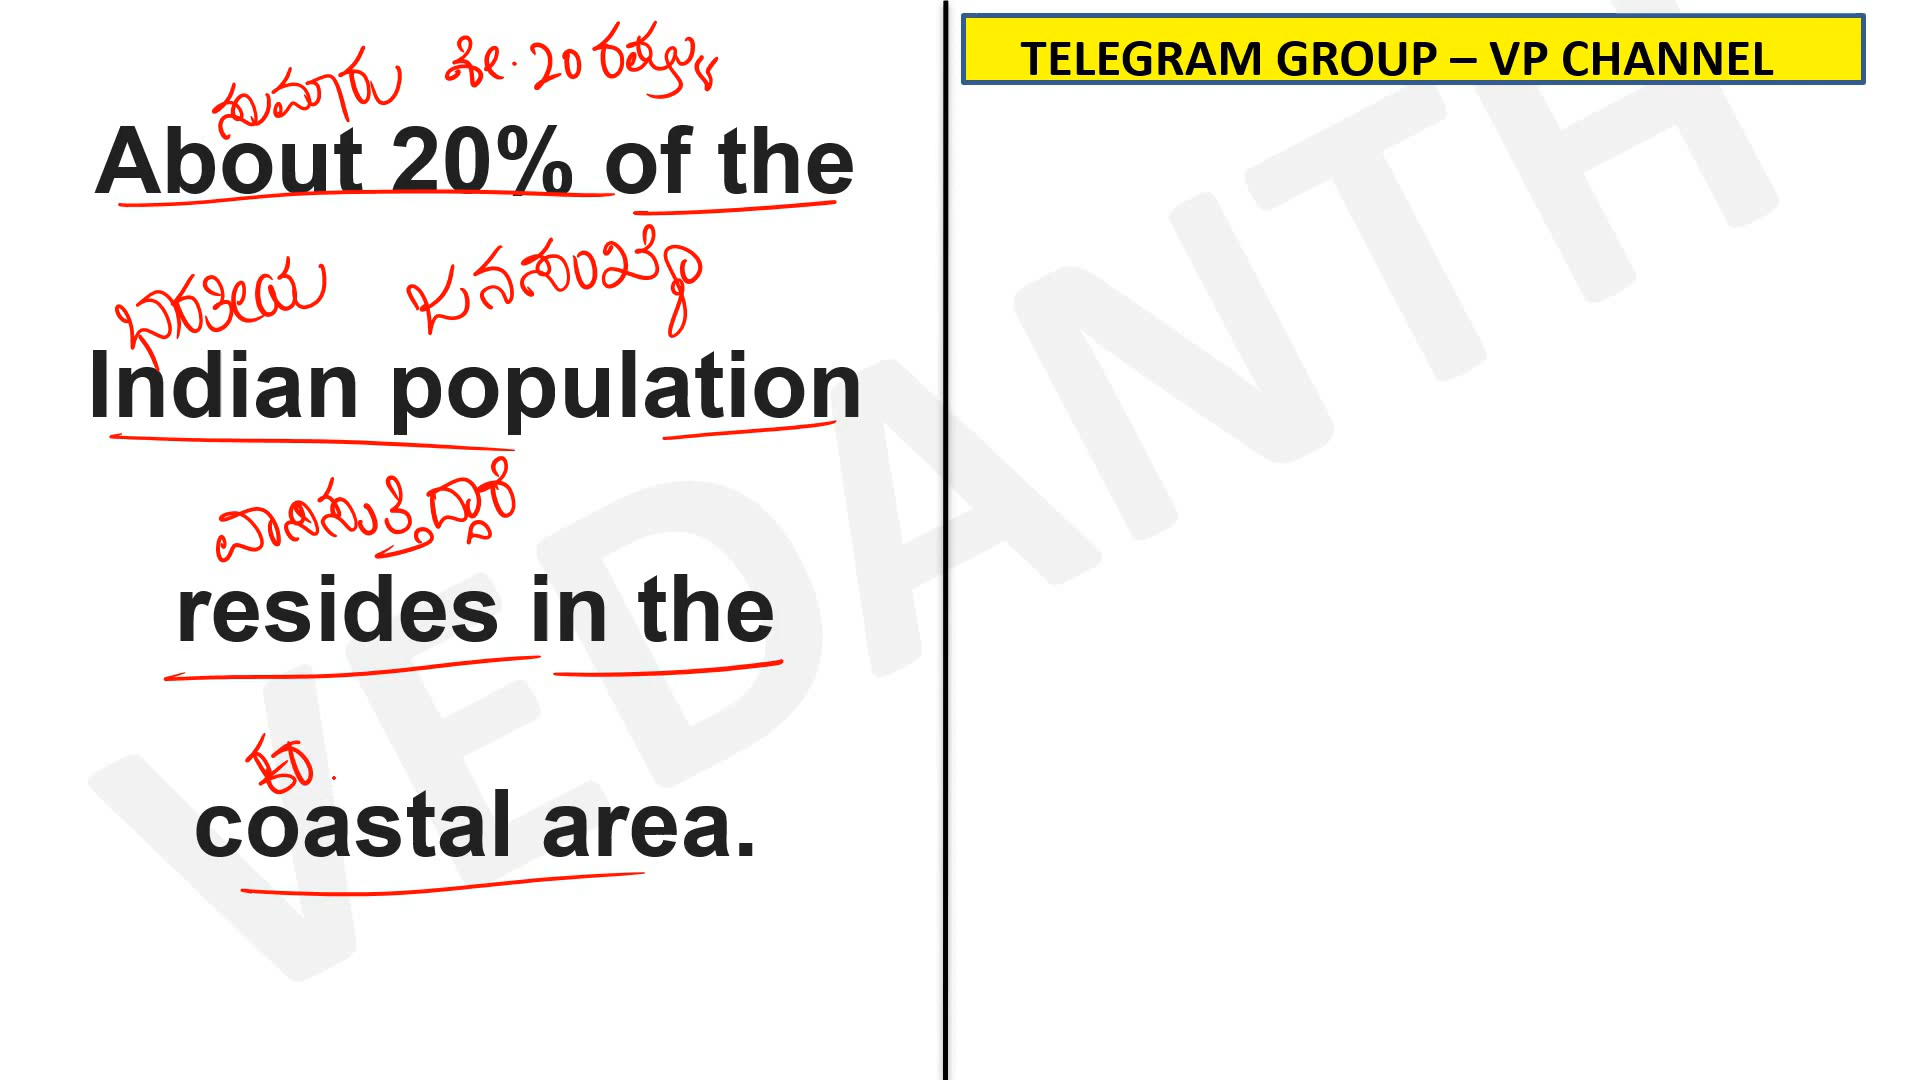 ಸುಮಾರು ಶೇ. 20 ರಷ್ಟು
About 20% of the
ಭಾರತೀಯ ಜನಸಂಖ್ಯೆ
Indian population
ವಾಸಿಸುತ್ತಿದ್ದಾರೆ
resides in the
coastal area.
TELEGRAM GROUP – VP CHANNEL
VEDANTH